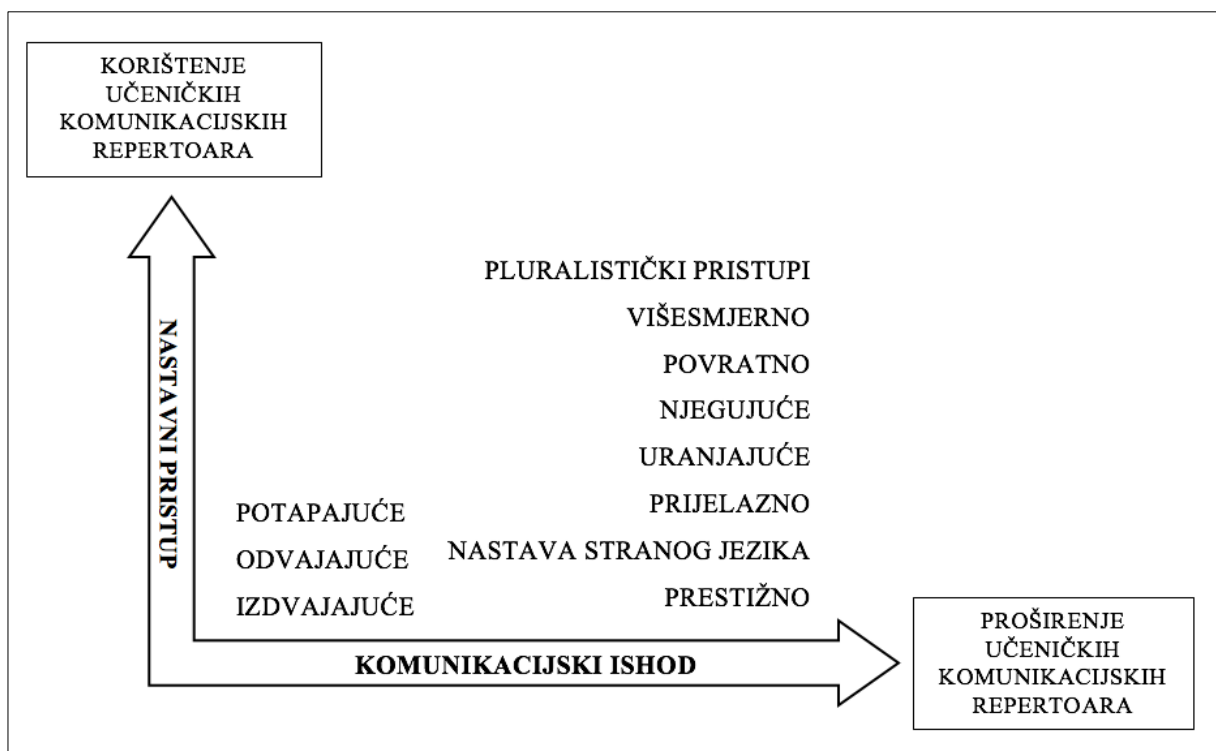 KORIŠTENJE
UČENIČKIH
KOMUNIKACIJSKIH
REPERTOARA
NASTAVNI PRISTUP
PLURALISTIČKI PRISTUPI
VIŠESMJERNO
POVRATNO
NJEGUJUĆE
URANJAJUĆE
PRIJELAZNO
NASTAVA STRANOG JEZIKA
PRESTIŽNO
POTAPAJUĆE
ODVAJAJUĆE
IZDVAJAJUĆE
KOMUNIKACIJSKI ISHOD
PROŠIRENJE
UČENIČKIH
KOMUNIKACIJSKIH
REPERTOARA